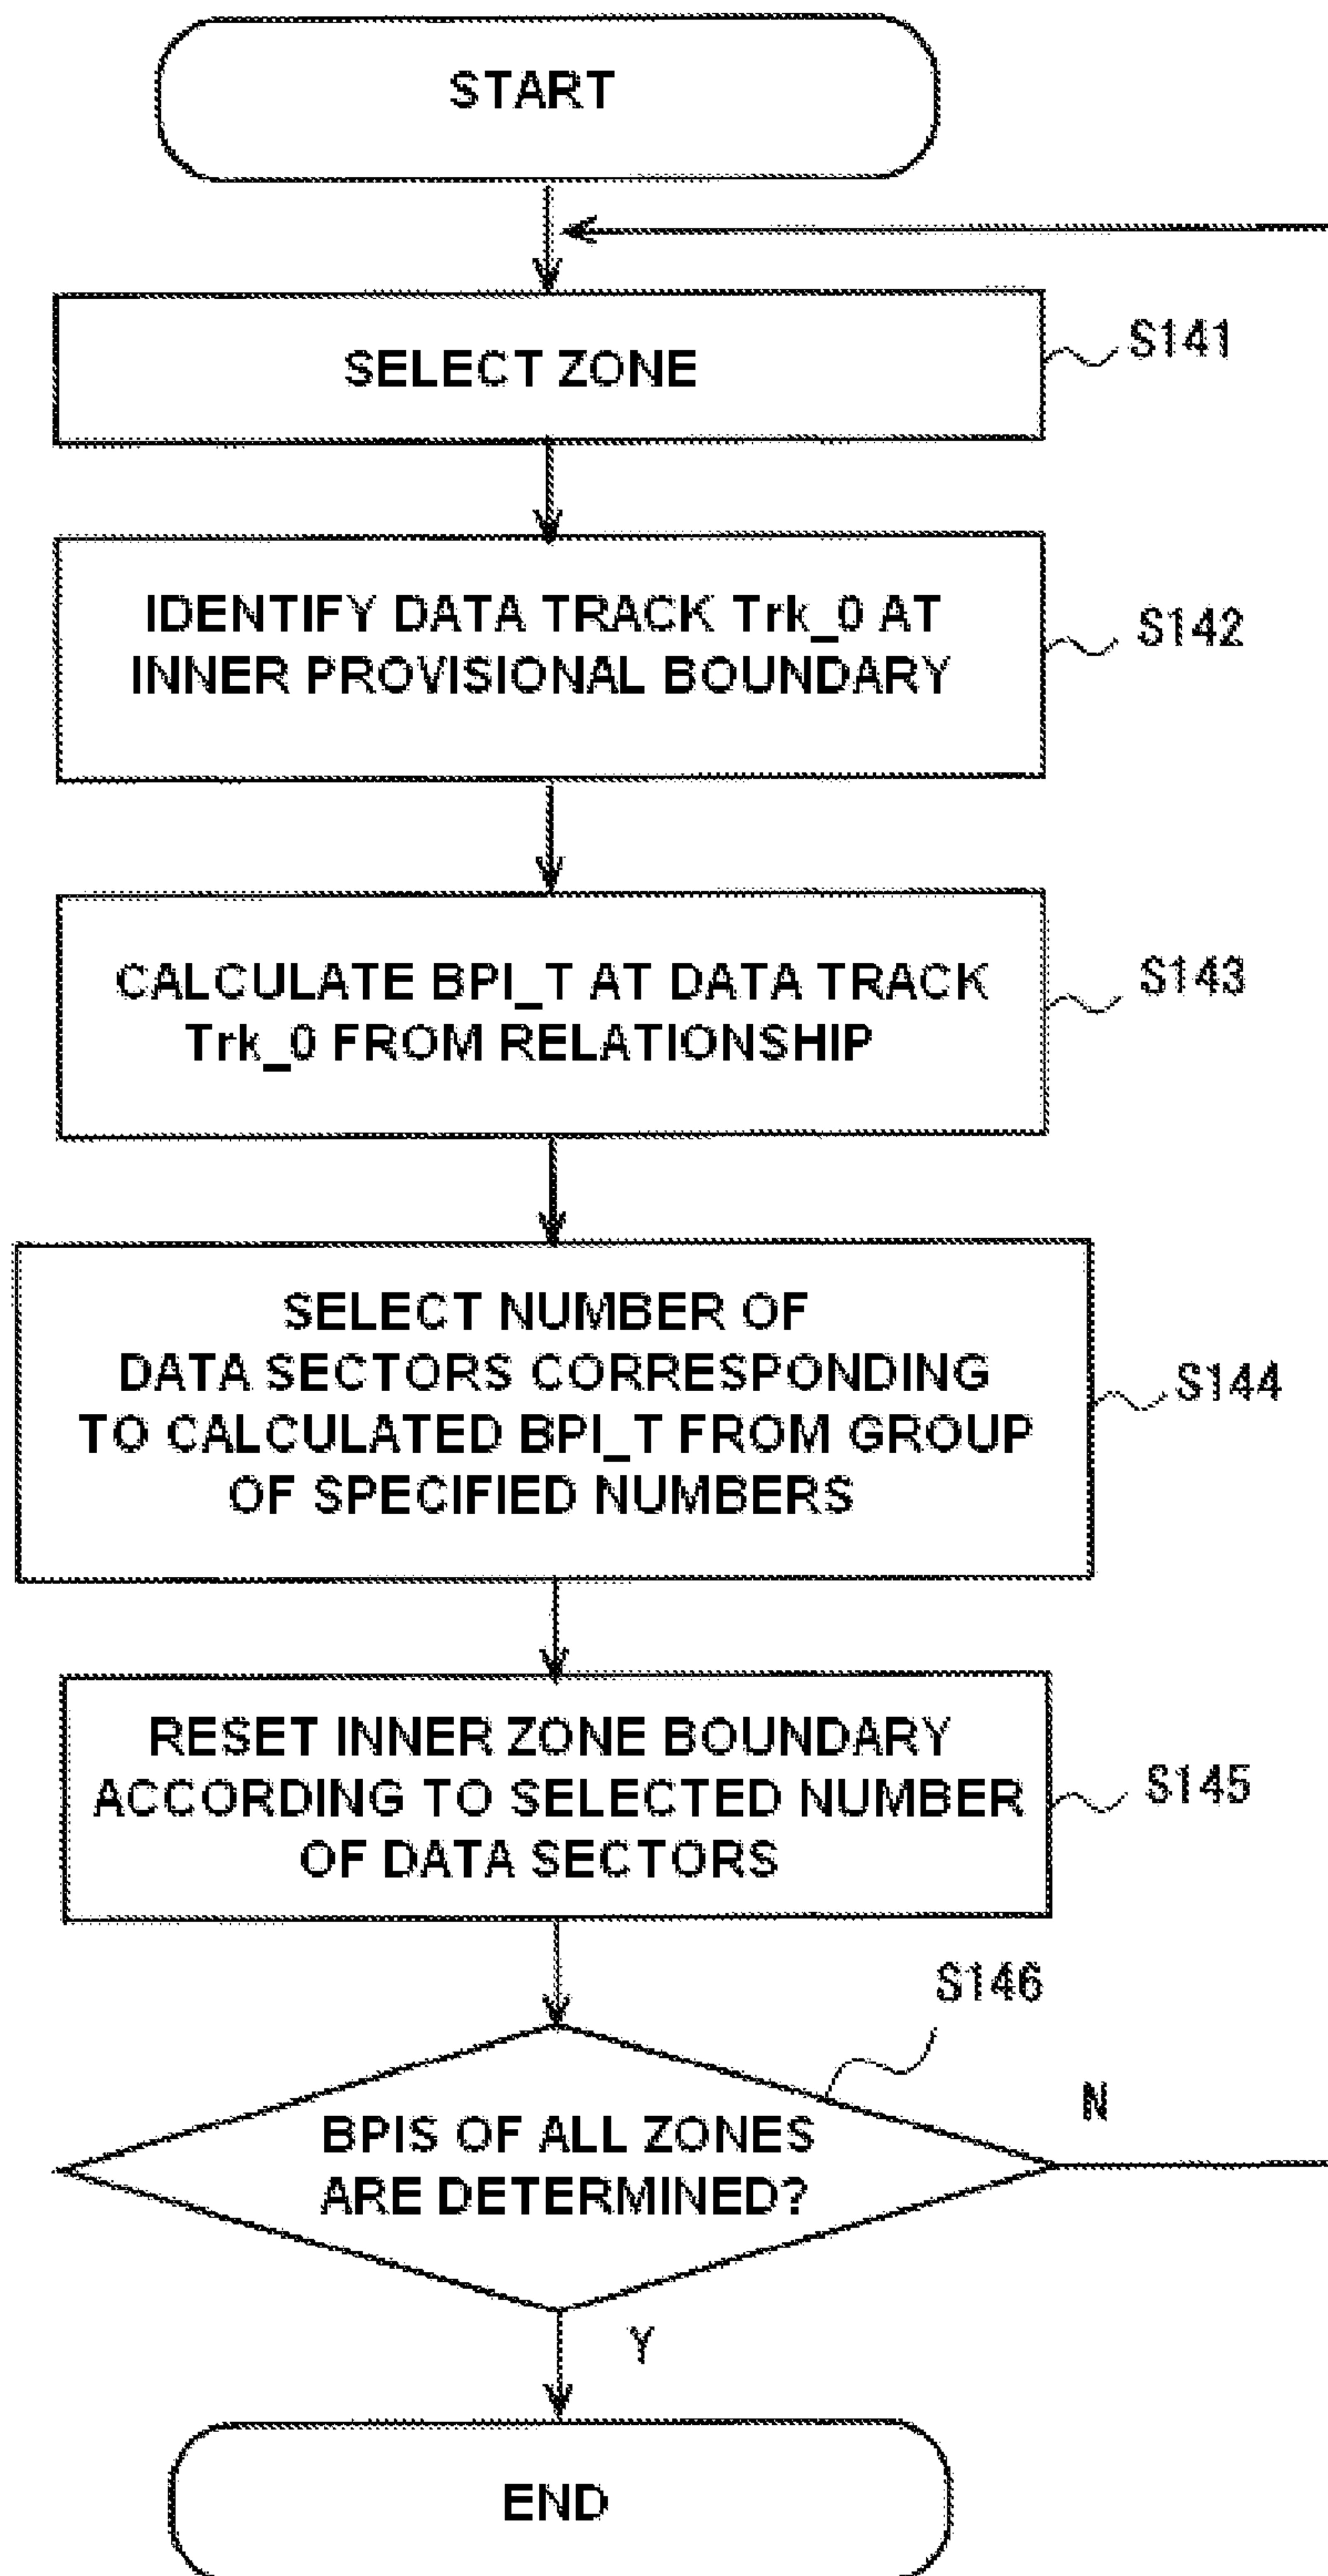 START
SELECT ZONE
S141
IDENTIFY DATA TRACK Trk_0 AT
INNER PROVISIONAL BOUNDARY
S142
CALCULATE BPI_T AT DATA TRACK
Trk_0 FROM RELATIONSHIP
S143
SELECT NUMBER OF
DATA SECTORS CORRESPONDING
TO CALCULATED BPI_T FROM GROUP
OF SPECIFIED NUMBERS
S144
RESET INNER ZONE BOUNDARY
ACCORDING TO SELECTED NUMBER
OF DATA SECTORS
S145
S146
BPIS OF ALL ZONES
ARE DETERMINED?
N
Y
END